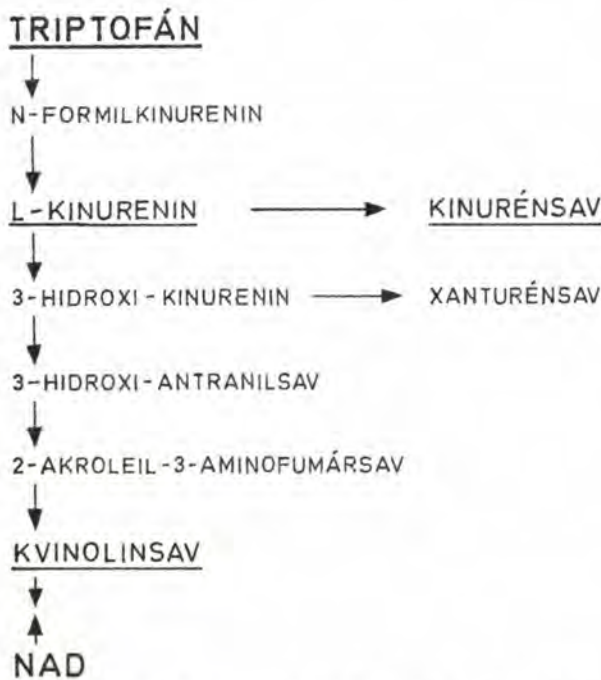 TRIPTOFÁN
N-FORMILKINURENIN
L-KINURENIN KINURÉNSAV
3-HIDROXI-KINURENIN XANTURÉNSAV
3-HIDROXI-ANTRANILSAV
2-AKROLEIL-3-AMINOFUMÁRSAV
KVINOLINSAV
NAD